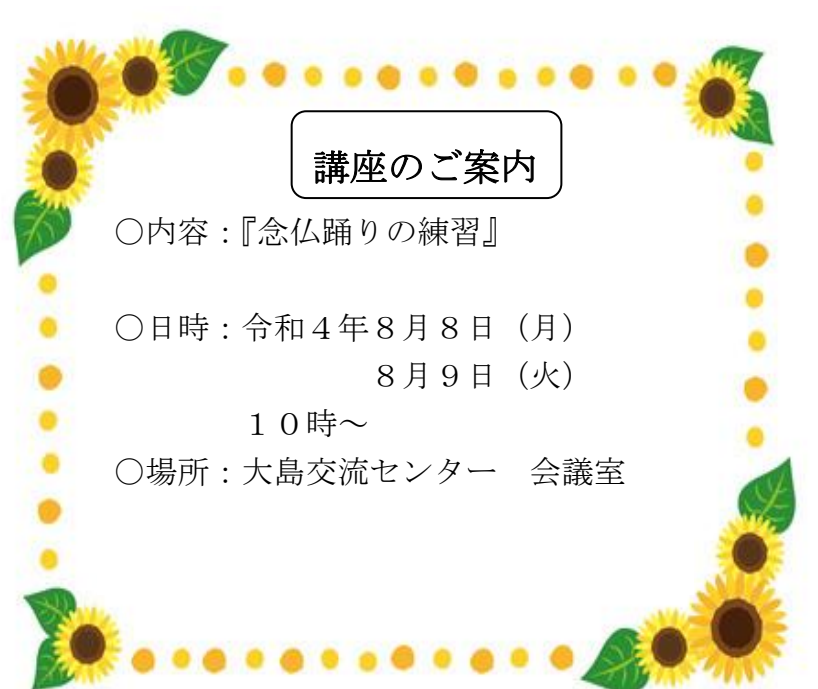 講座のご案内
○内容：『念仏踊りの練習』
○日時：令和４年８月８日（月）
８月９日（火）
１０時～
○場所：大島交流センター　会議室